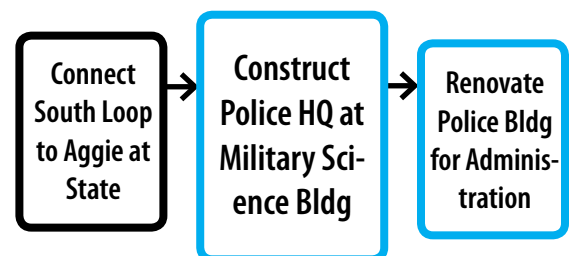 Connect
South Loop
to Aggie at
State
Construct
Police HQ at
Military Sci-
ence Bldg
Renovate
Police Bldg
for Adminis-
tration